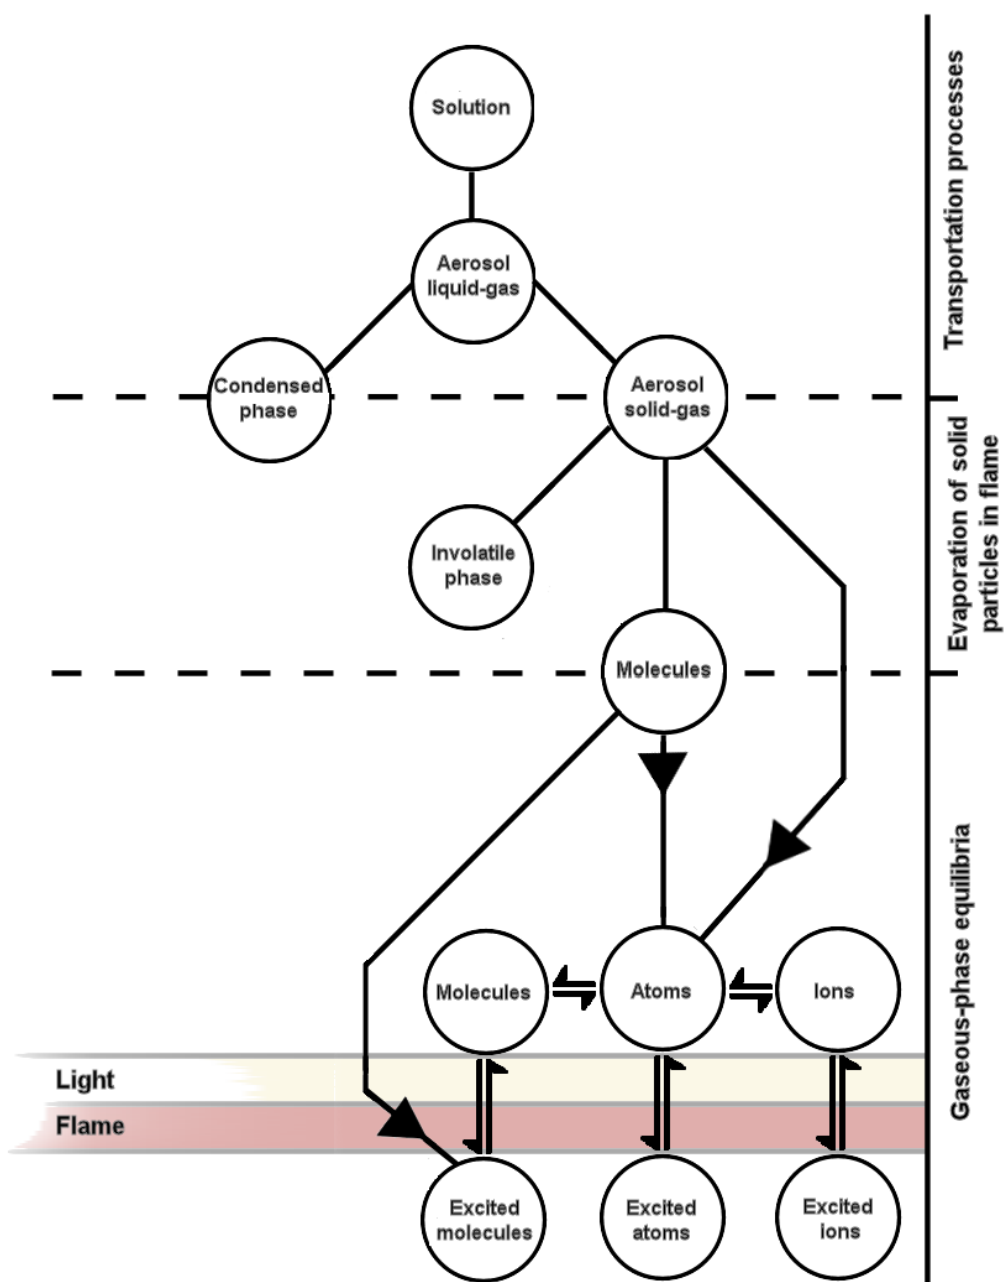 Solution
Aerosol
liquid-gas
Condensed
phase
Aerosol
solid-gas
Involatile
phase
Molecules
Molecules
Atoms
Ions
Light
Flame
Excited
molecules
Excited
atoms
Excited
ions
Transportation processes
Evaporation of solid
particles in flame
Gaseous-phase equilibria